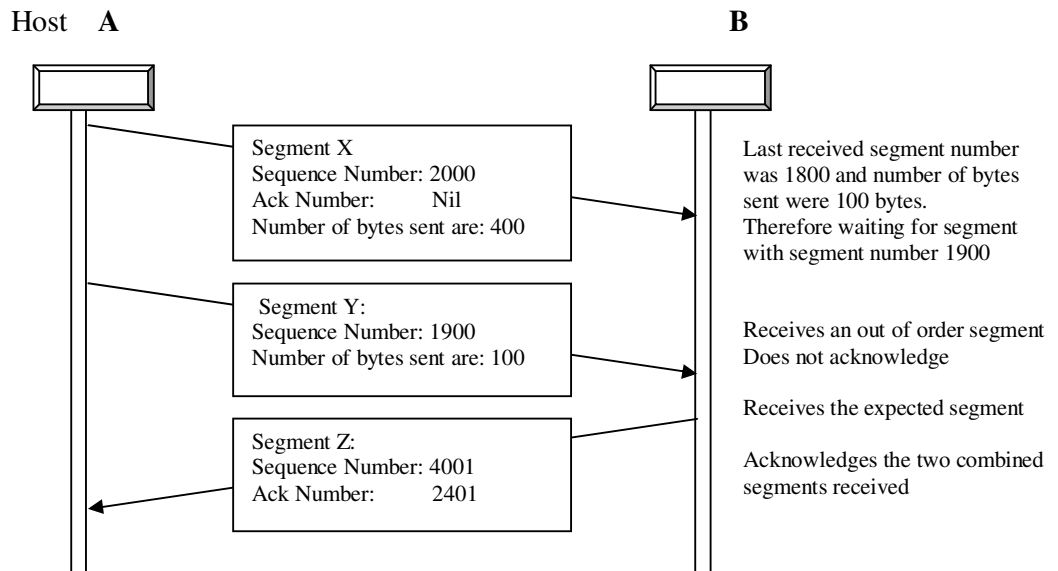 Host A
B
Segment X
Sequence Number: 2000
Ack Number: Nil
Number of bytes sent are: 400
Last received segment number
was 1800 and number of bytes
sent were 100 bytes.
Therefore waiting for segment
with segment number 1900
Segment Y:
Sequence Number: 1900
Number of bytes sent are: 100
Receives an out of order segment
Does not acknowledge
Receives the expected segment
Segment Z:
Sequence Number: 4001
Ack Number: 2401
Acknowledges the two combined
segments received